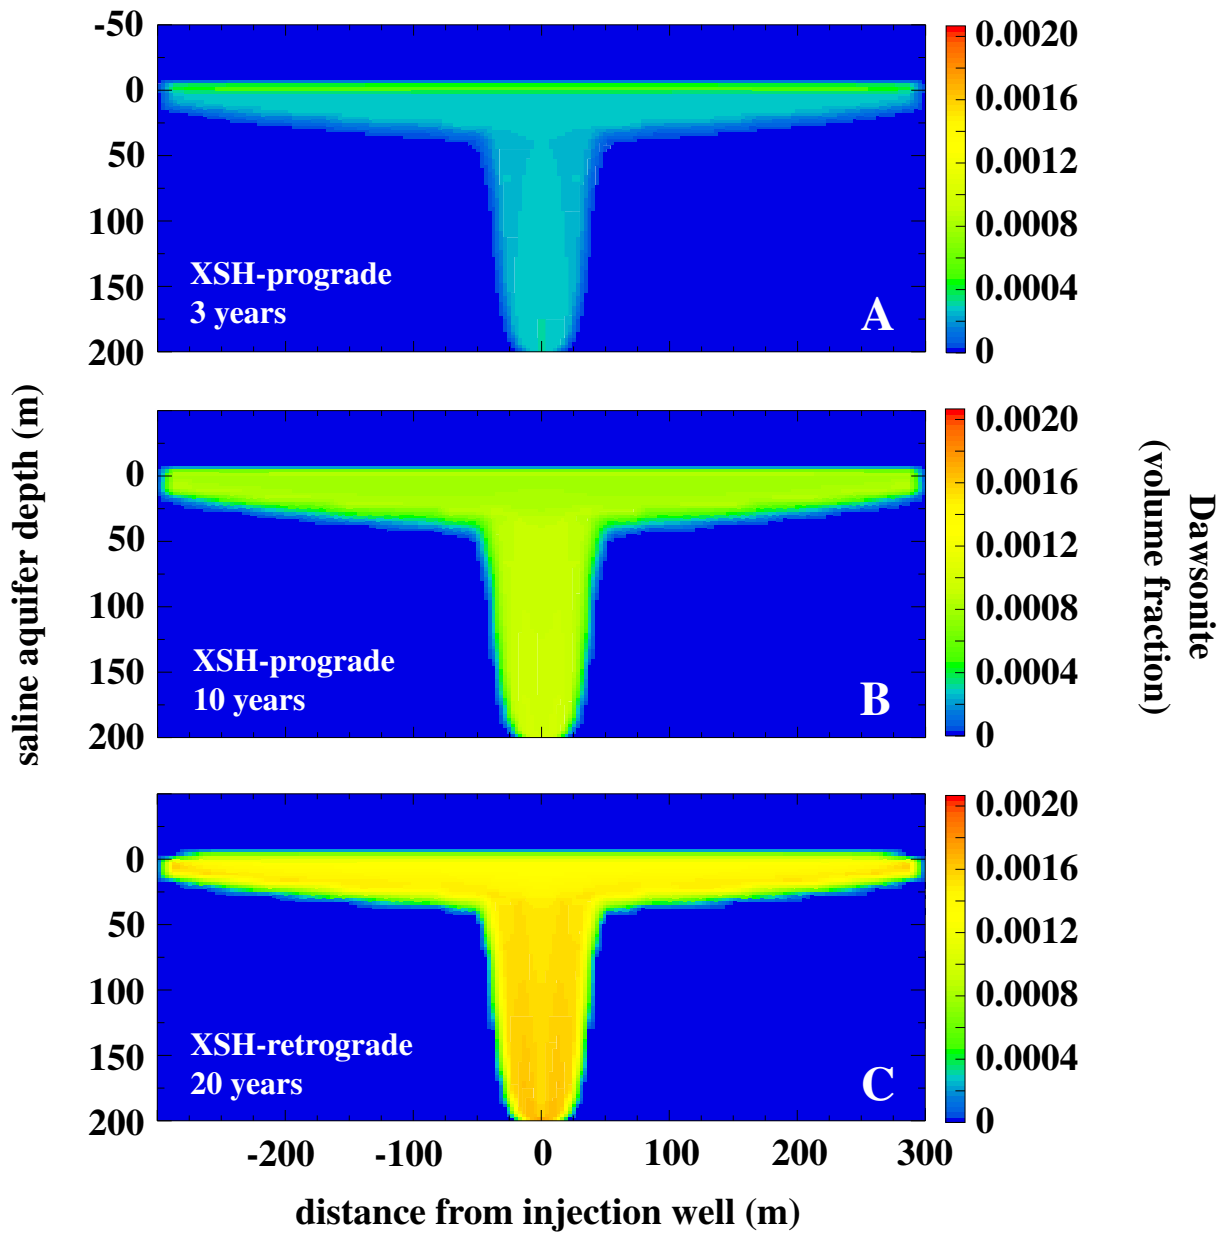 -50
0
50
100
150
200
XSH-prograde
3 years
A
0.0020
0.0016
0.0012
0.0008
0.0004
0
0
50
100
150
200
XSH-prograde
10 years
B
0.0020
0.0016
0.0012
0.0008
0.0004
0
0
50
100
150
200
XSH-retrograde
20 years
C
0.0020
0.0016
0.0012
0.0008
0.0004
0
-200 -100 0 100 200 300
distance from injection well (m)
saline aquifer depth (m)
Dawsonite
(volume fraction)